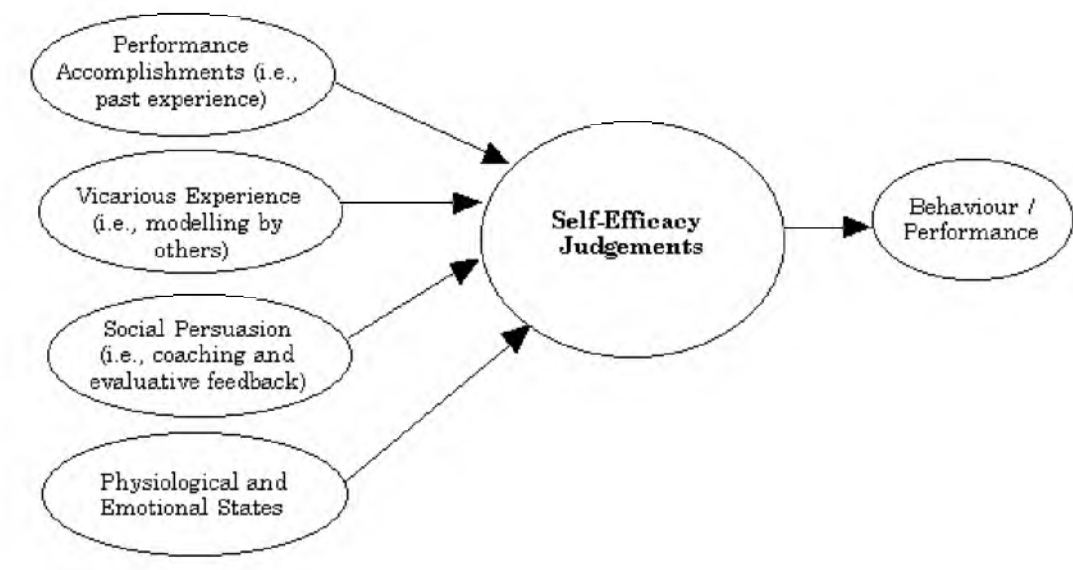 Performance
Accomplishments (i.e.,
past experience)
Vicarious Experience
(i.e., modelling by
others)
Social Persuasion
(i.e., coaching and
evaluative feedback)
Physiological and
Emotional States
Self-Efficacy
Judgements
Behaviour /
Performance